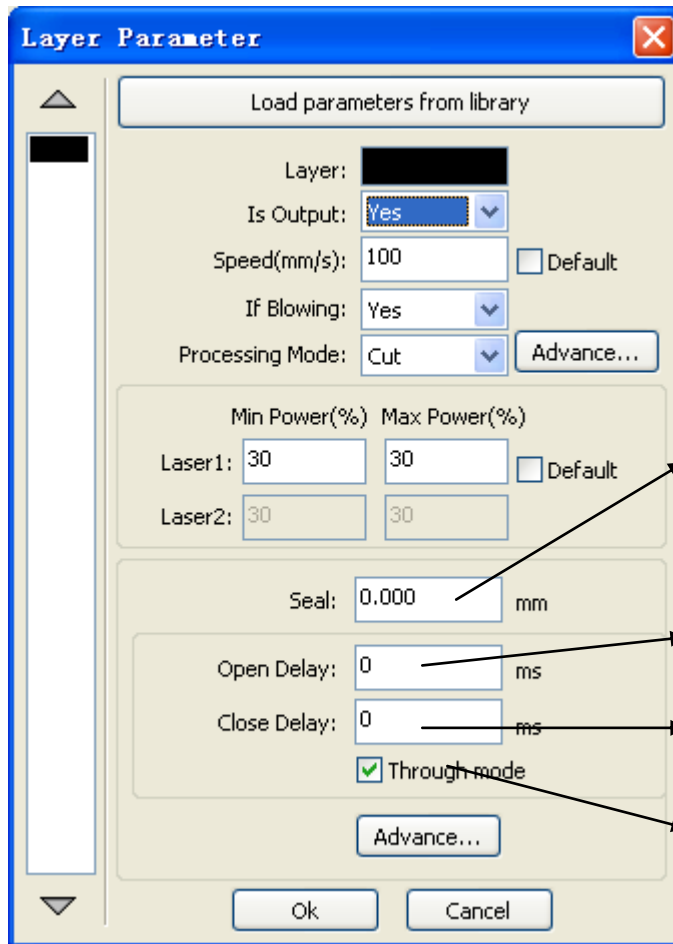 Layer Parameter
Load parameters from library
Layer:
Is Output: Yes
Speed(mm/s): 100 Default
If Blowing: Yes
Processing Mode: Cut Advance...
Min Power(%) Max Power(%)
Laser1: 30 30 Default
Laser2: 30 30
Seal: 0.000 mm
Open Delay: 0 ms
Close Delay: 0 ms
Through mode
Advance...
Ok Cancel